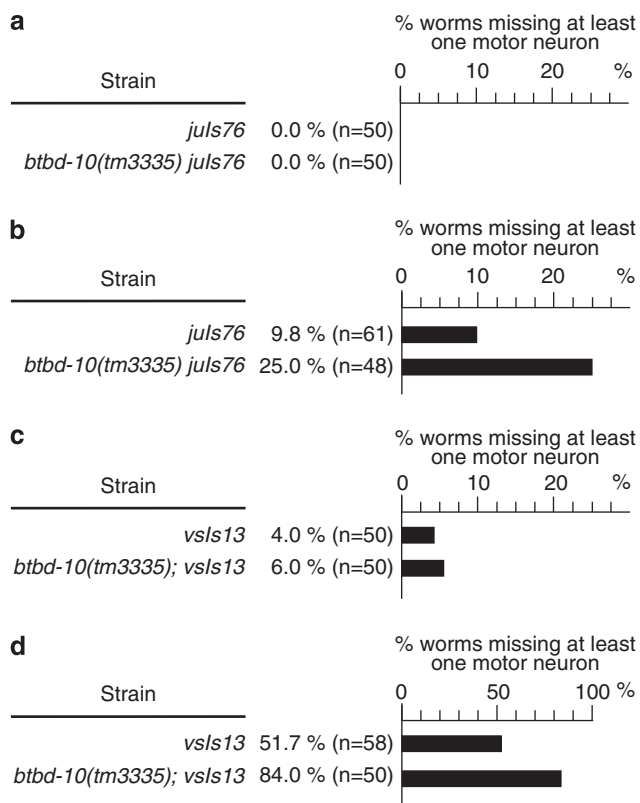 a
% worms missing at least
one motor neuron
Strain
0 10 20 %
juIs76 0.0 % (n=50)
btbd-10(tm3335) juIs76 0.0 % (n=50)
b
% worms missing at least
one motor neuron
Strain
0 10 20 %
juIs76 9.8 % (n=61)
btbd-10(tm3335) juIs76 25.0 % (n=48)
c
% worms missing at least
one motor neuron
Strain
0 10 20 %
vsIs13 4.0 % (n=50)
btbd-10(tm3335); vsIs13 6.0 % (n=50)
d
% worms missing at least
one motor neuron
Strain
0 50 100 %
vsIs13 51.7 % (n=58)
btbd-10(tm3335); vsIs13 84.0 % (n=50)